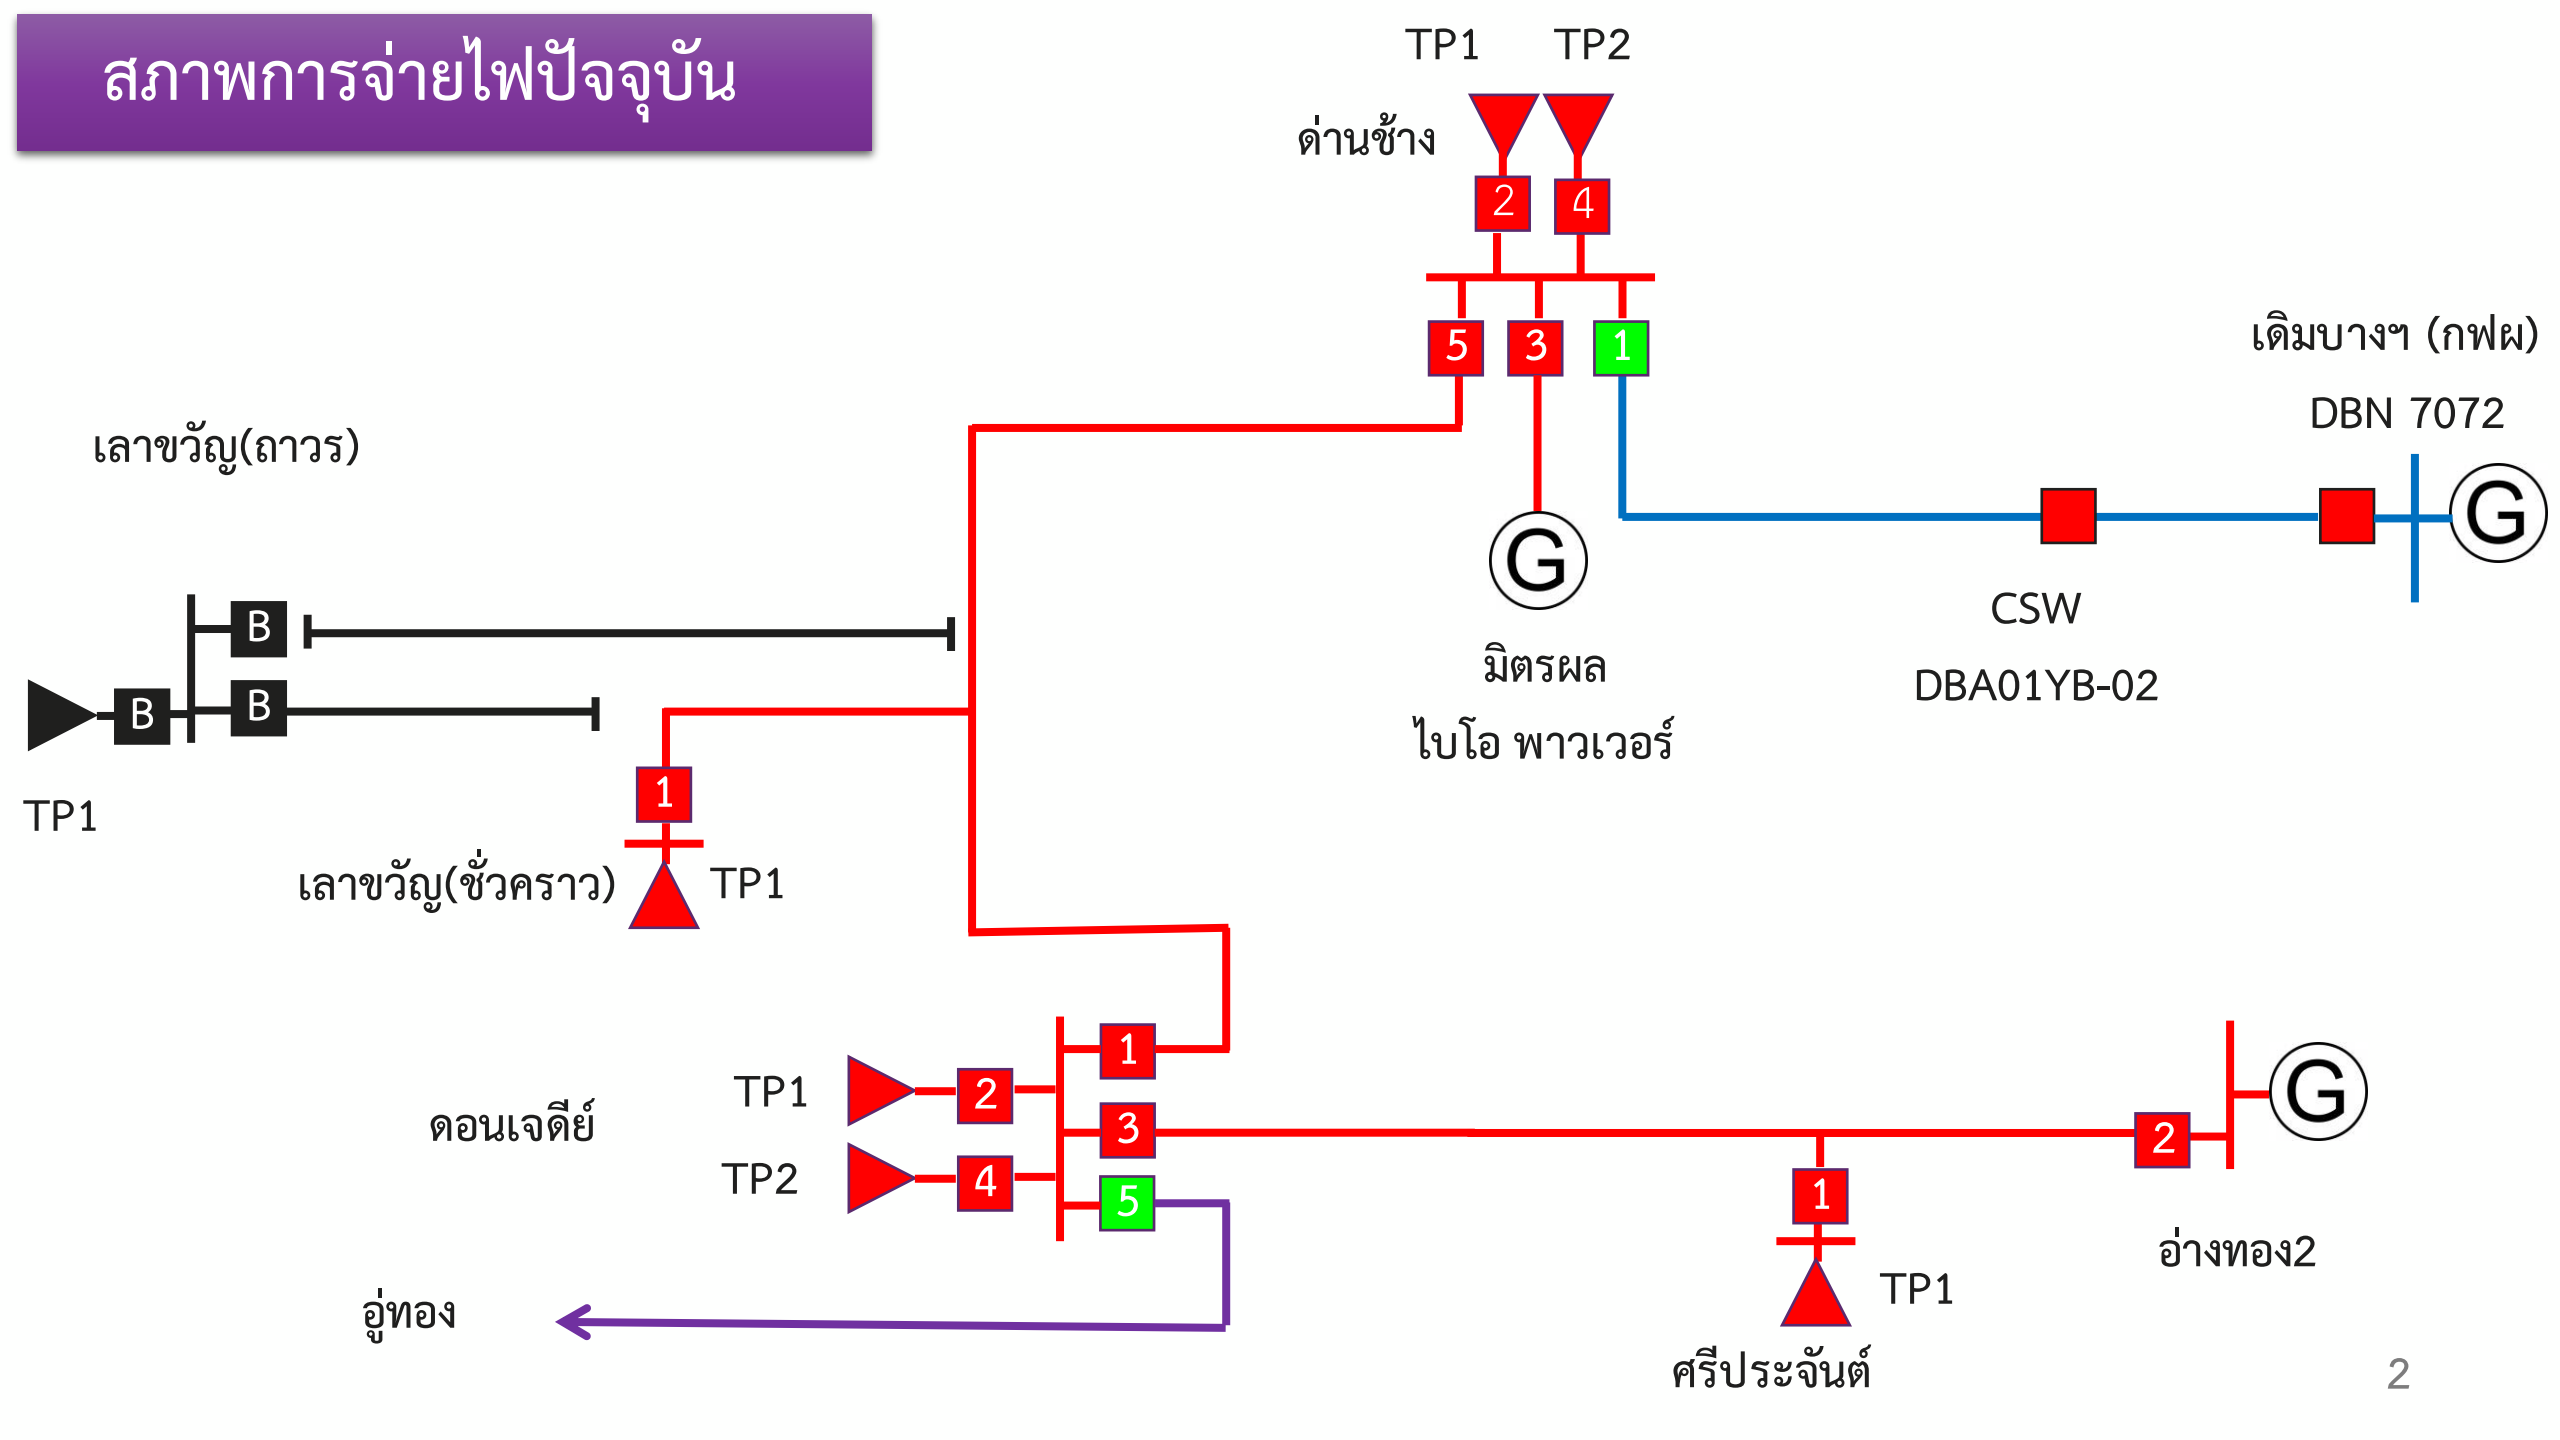 สภาพการจ่ายไฟปัจจุบัน
TP1 TP2
ด่านช้าง
2 4
5 3 1
เดิมบางฯ (กฟผ)
DBN 7072
G
G
CSW
DBA01YB-02
มิตรผล
ไบโอ พาวเวอร์
เลาขวัญ(ถาวร)
B
B
B
TP1
1
เลาขวัญ(ชั่วคราว)
TP1
ดอนเจดีย์
TP1
2
1
3
TP2
4
5
อู่ทอง
1
TP1
ศรีประจันต์
2
G
อ่างทอง2
2